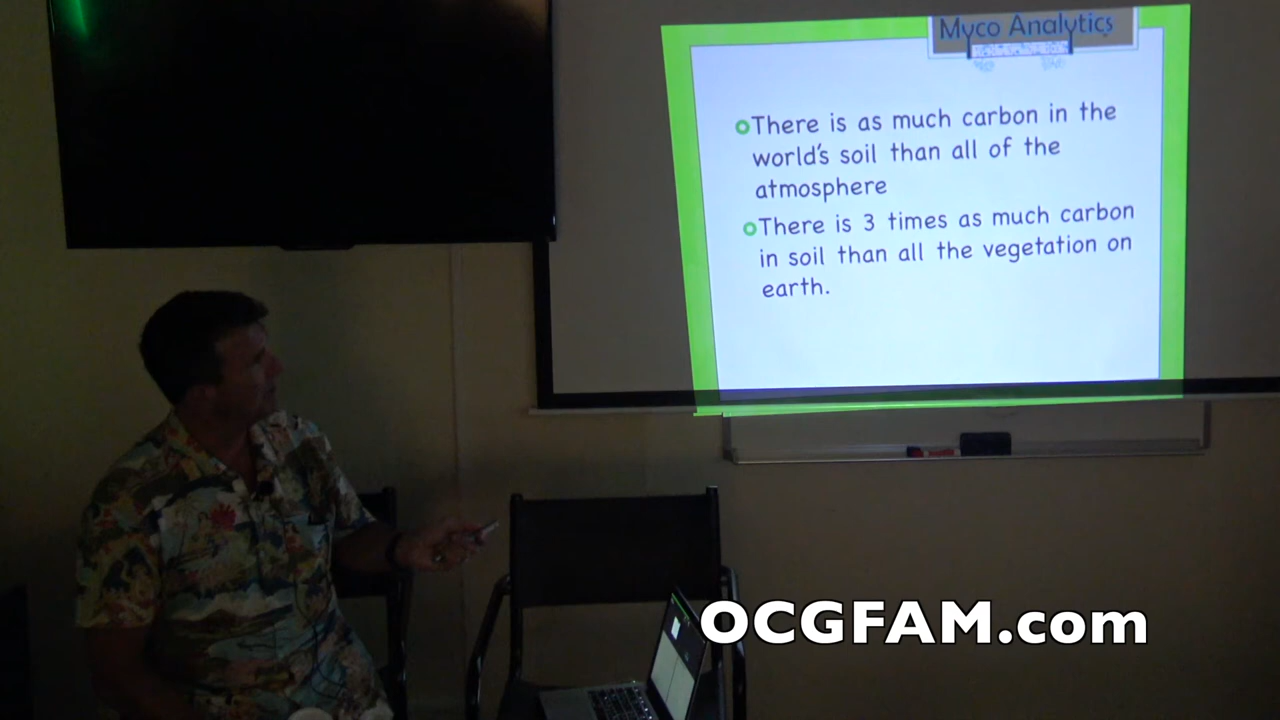 Myco Analytics
There is as much carbon in the
world's soil than all of the
atmosphere
There is 3 times as much carbon
in soil than all the vegetation on
earth.
OCGFAM.com